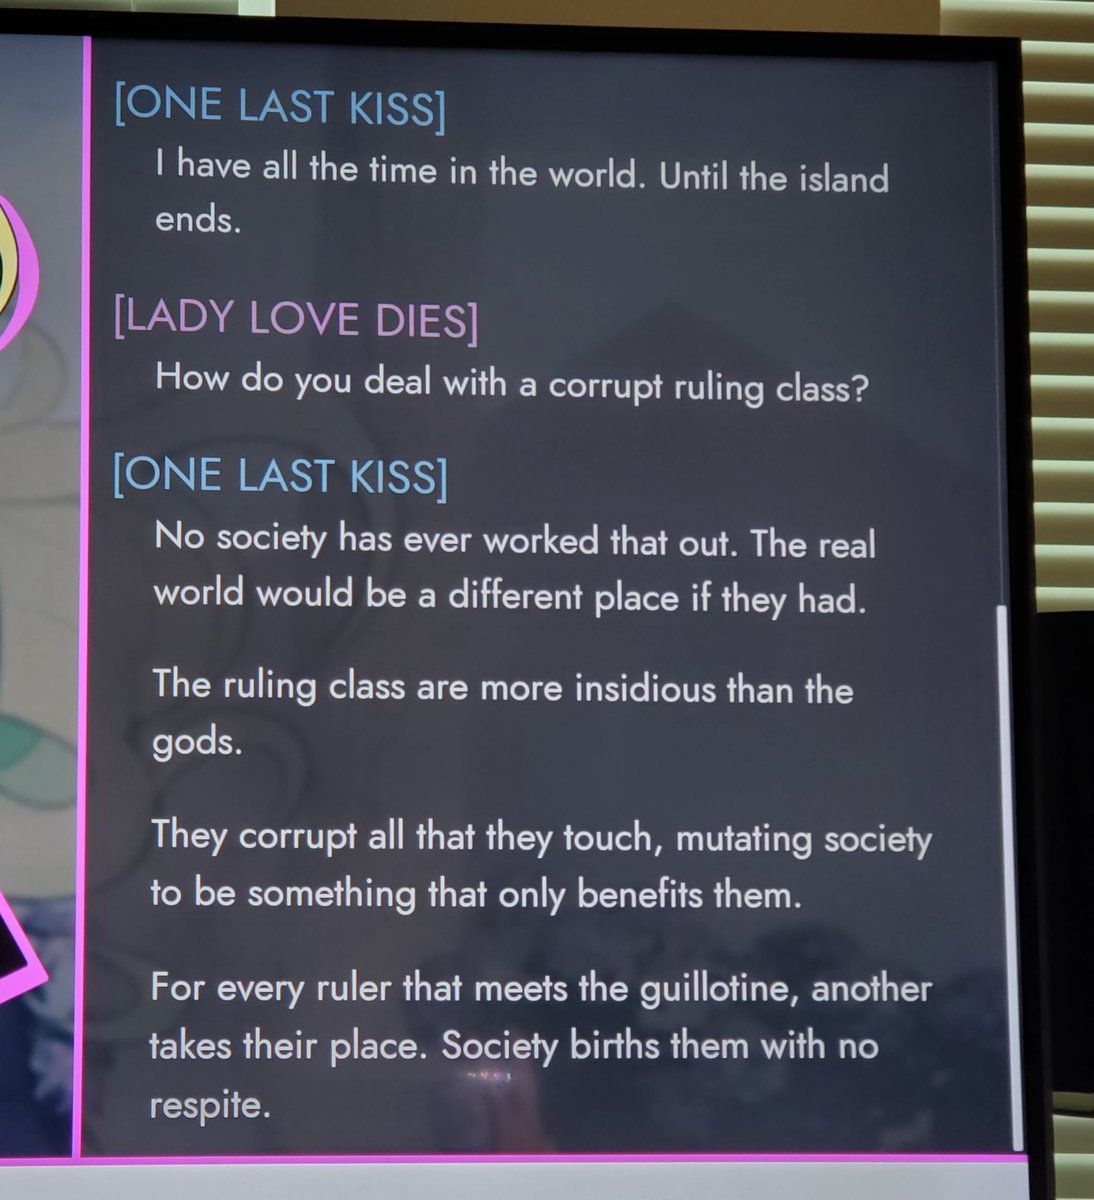 [ONE LAST KISS]
I have all the time in the world. Until the island
ends.
[LADY LOVE DIES]
How do you deal with a corrupt ruling class?
[ONE LAST KISS]
No society has ever worked that out. The real
world would be a different place if they had.
The ruling class are more insidious than the
gods.
They corrupt all that they touch, mutating society
to be something that only benefits them.
For every ruler that meets the guillotine, another
takes their place. Society births them with no
respite.